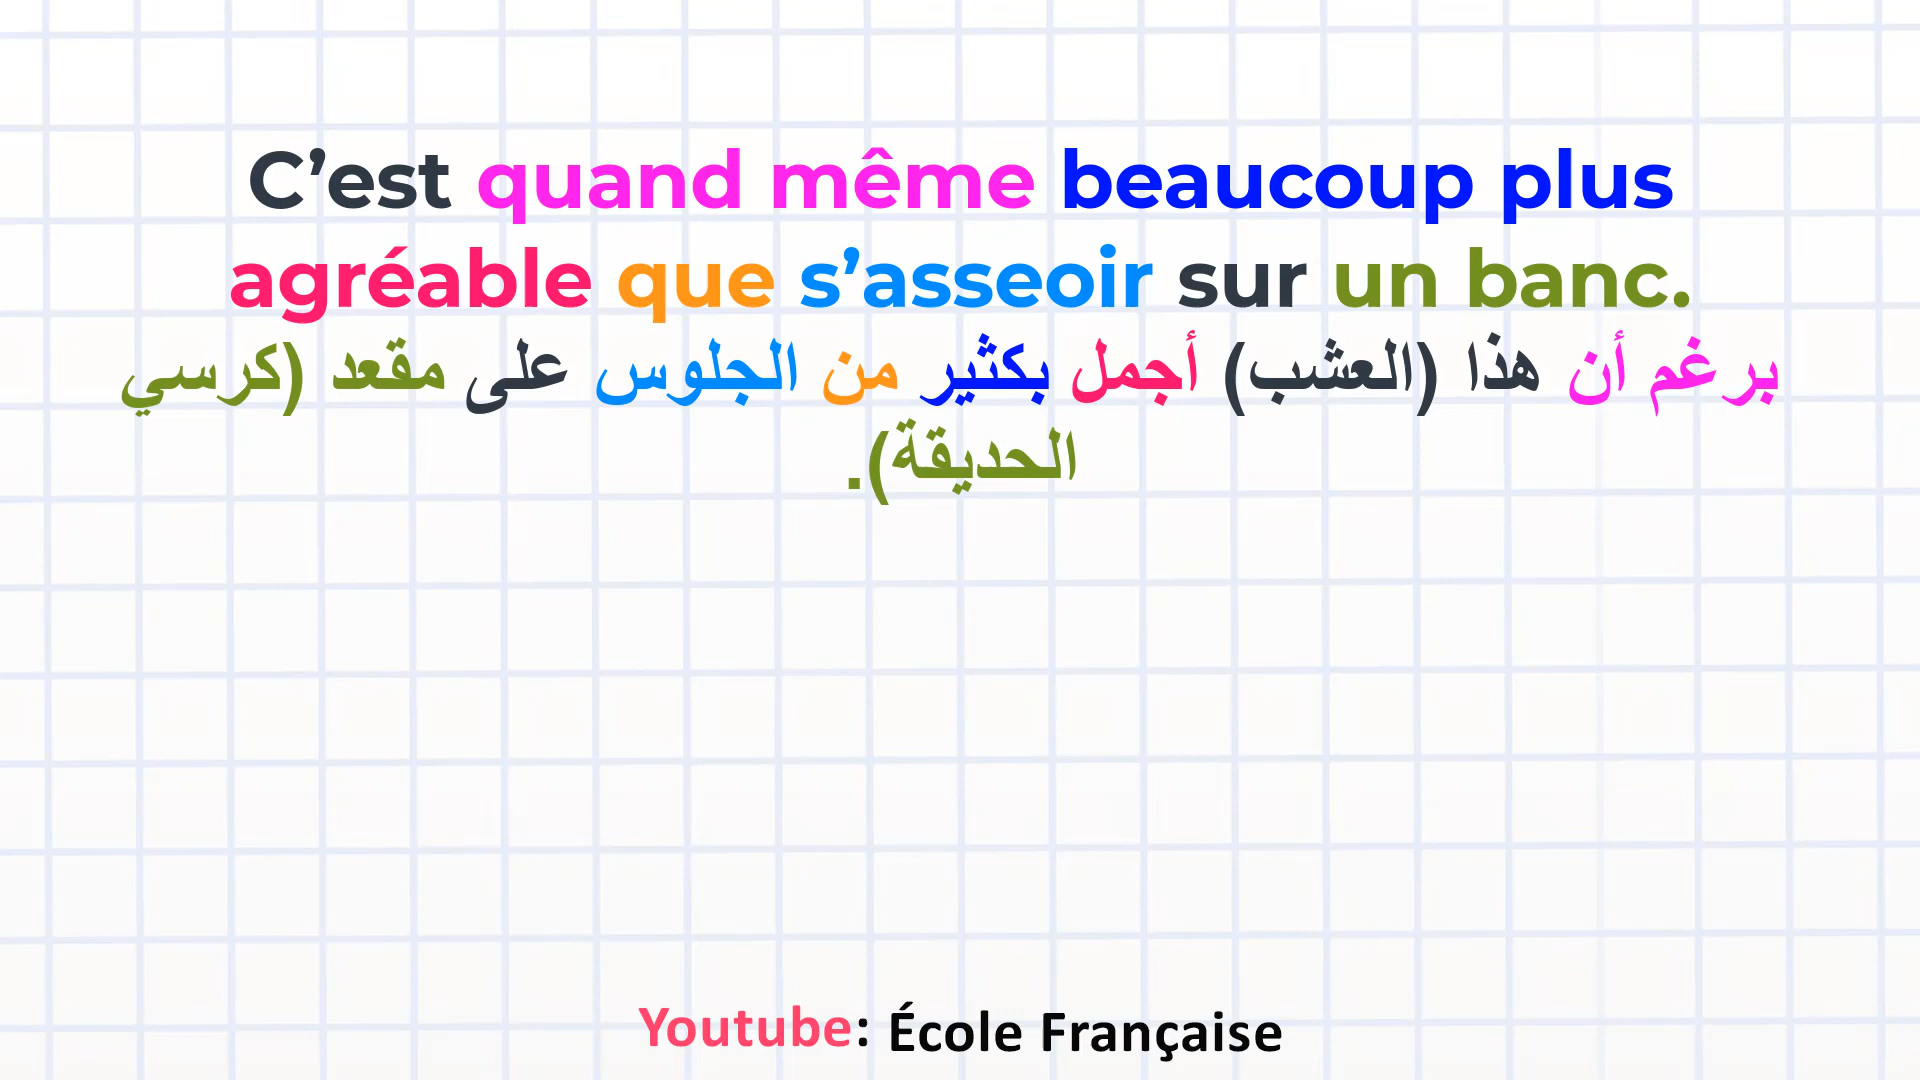 C’est quand même beaucoup plus
agréable que s’asseoir sur un banc.
برغم أن هذا (العشب) أجمل بكثير من الجلوس على مقعد (كرسي
الحديقة).
Youtube: École Française